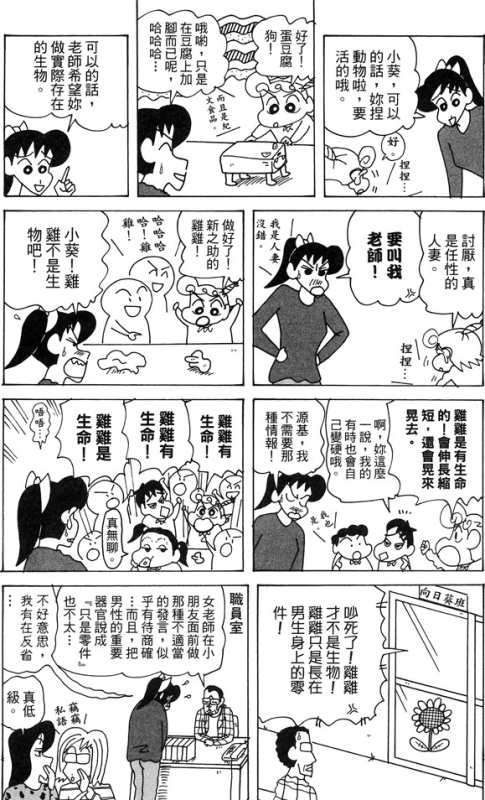 小葵，可以
的話，妳捏
動物啦，要
活的哦。
好。
捏捏…
好了！
蛋豆腐
狗！
而且是紀
文食品。
哦喲，只是
在豆腐上加
腳而已呢，
哈哈哈…
可以的話，
老師希望妳
做實際存在
的生物。
討厭，真
是任性的
人妻。
捏捏…
要叫我
老師！
我是人妻
沒錯。
做好了！
新之助的
雞雞！
哈哈哈
哈！雞
雞！
小葵！雞
雞不是生
物吧！
雞雞是有生命
的！會伸長縮
短，還會晃來
晃去。
啊，妳這麼
一說，我的
有時也會自
己變硬哦。
我也
是
源基，我
不需要那
種情報！
雞雞有
生命！
雞雞有
生命！
雞雞是
生命！
真無聊。
唔唔…
向日葵班
吵死了！雞雞
才不是生物！
雞雞只是長在
男生身上的零
件！
職員室
女老師在小
朋友面前做
那種不適當
的發言，似
乎有待商確
…而且，把
男性的重要
器官說成
『只是零件』
也不太…
不好意思，
我有在反省
…
竊竊
私語
真低
級。